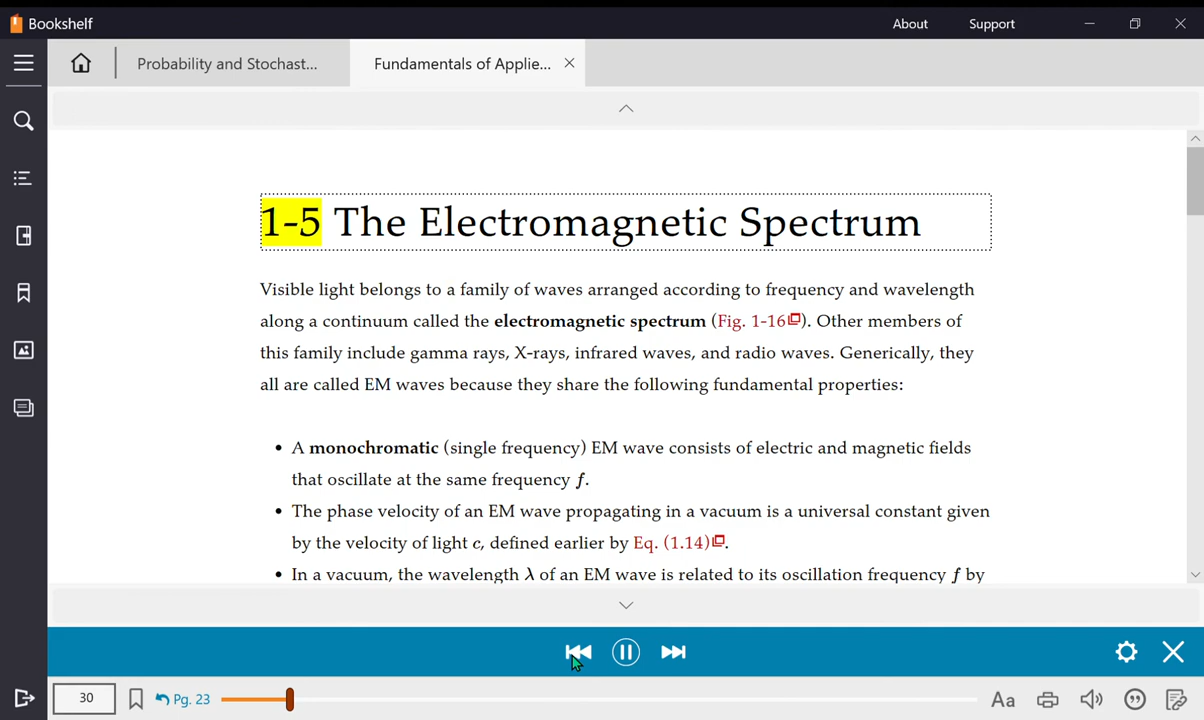 Bookshelf
About
Support
Probability and Stochast...
Fundamentals of Applie...
1-5 The Electromagnetic Spectrum
Visible light belongs to a family of waves arranged according to frequency and wavelength
along a continuum called the electromagnetic spectrum (Fig. 1-16). Other members of
this family include gamma rays, X-rays, infrared waves, and radio waves. Generically, they
all are called EM waves because they share the following fundamental properties:
• A monochromatic (single frequency) EM wave consists of electric and magnetic fields
that oscillate at the same frequency f.
• The phase velocity of an EM wave propagating in a vacuum is a universal constant given
by the velocity of light c, defined earlier by Eq. (1.14).
• In a vacuum, the wavelength λ of an EM wave is related to its oscillation frequency f by
30
Pg. 23
Aa